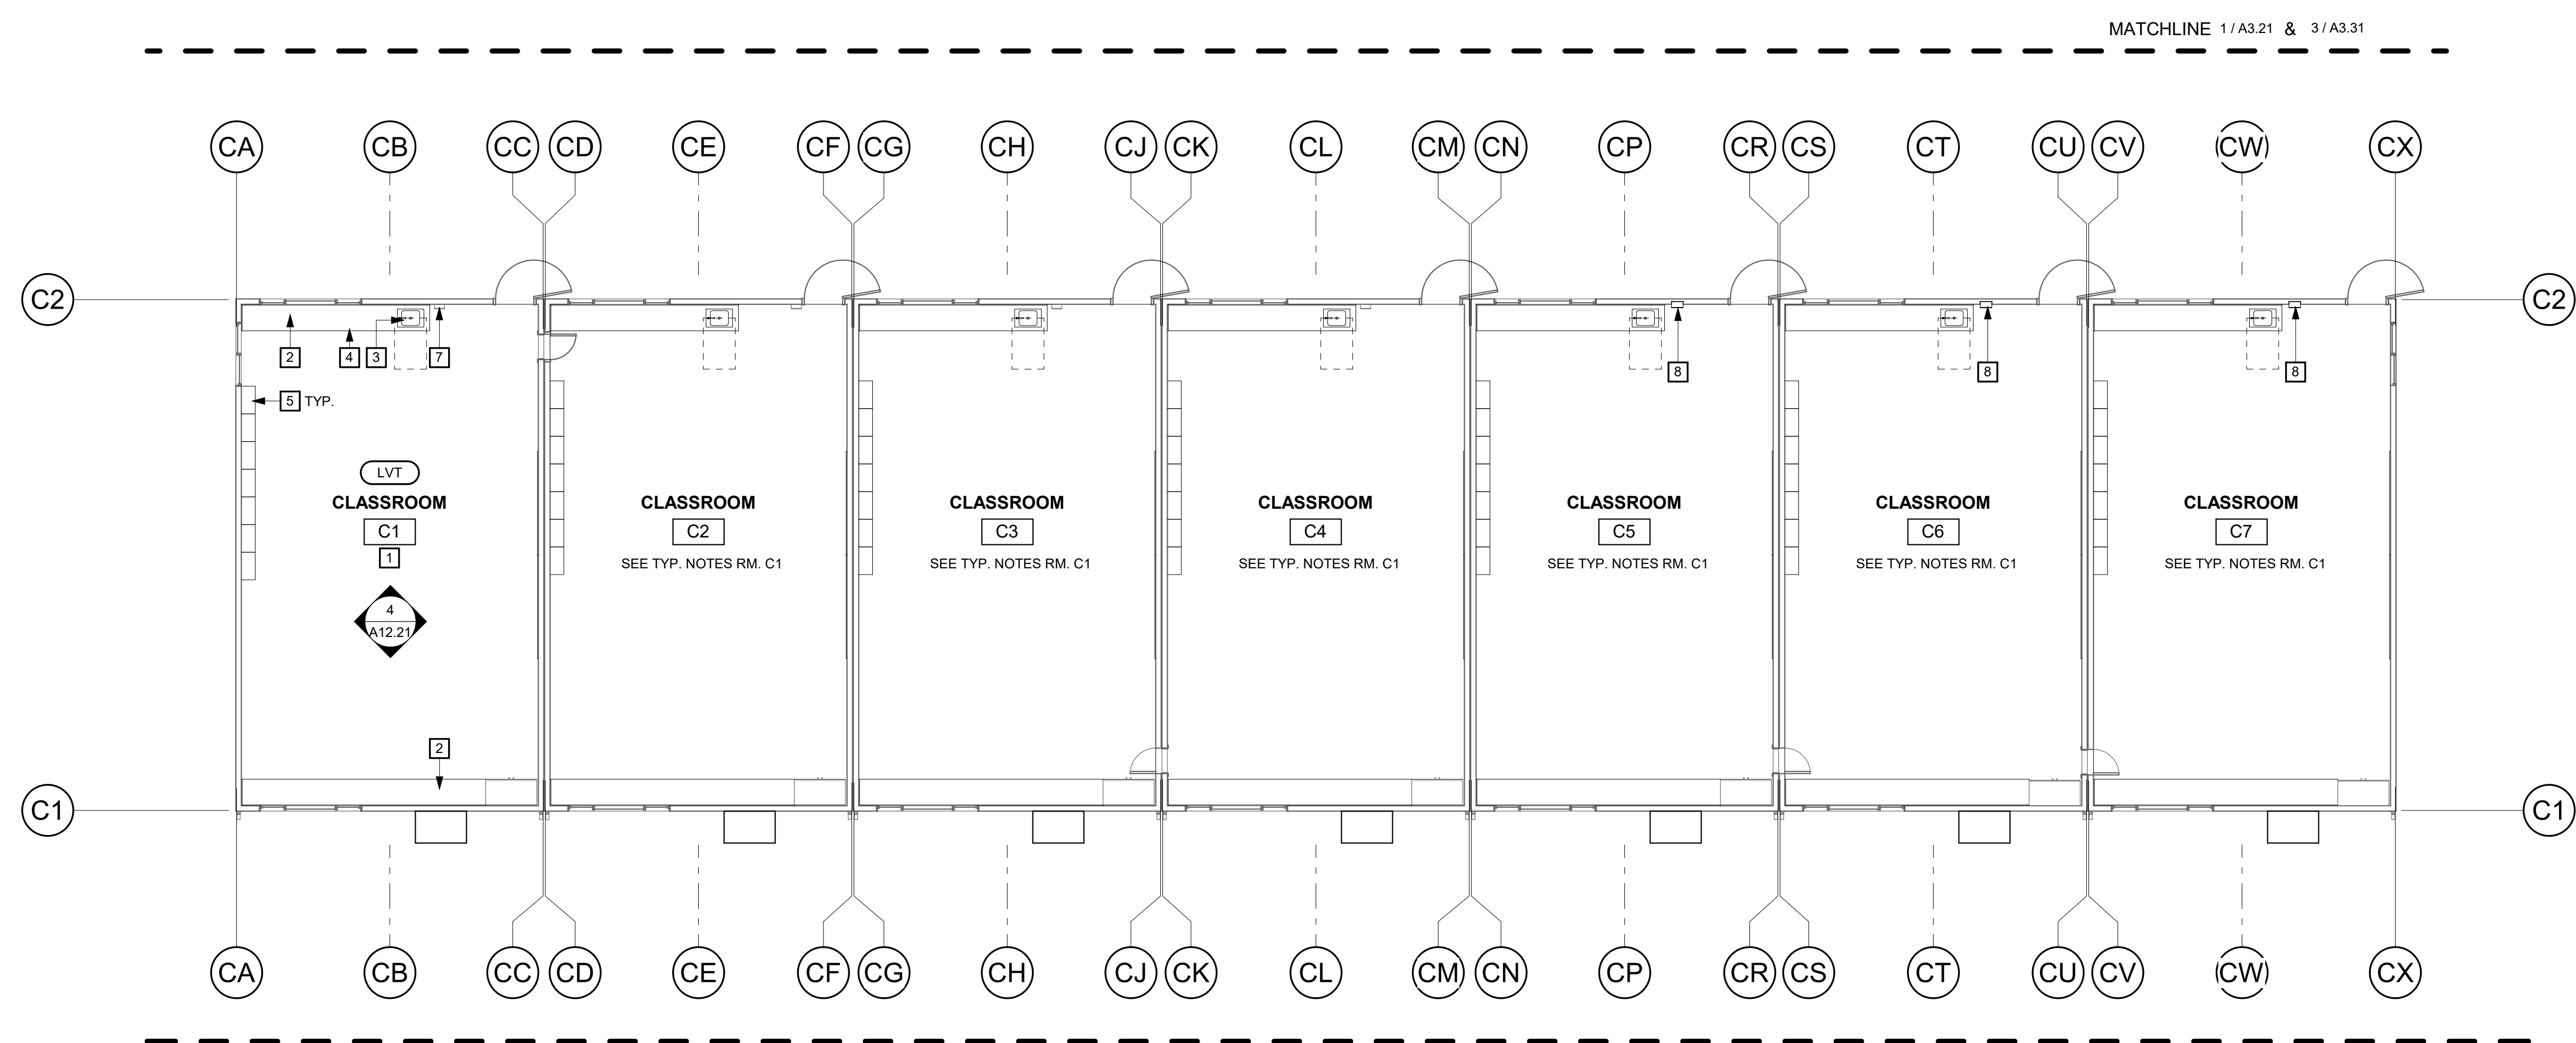 MATCHLINE 1 / A3.21 & 3 / A3.31
CA CB CC CD CE CF CG CH CJ CK CL CM CN CP CR CS CT CU CV CW CX
C2 C2
2 4 3 7 8 8 8
5 TYP.
LVT
CLASSROOM CLASSROOM CLASSROOM CLASSROOM CLASSROOM CLASSROOM CLASSROOM
C1 C2 C3 C4 C5 C6 C7
1
SEE TYP. NOTES RM. C1 SEE TYP. NOTES RM. C1 SEE TYP. NOTES RM. C1 SEE TYP. NOTES RM. C1 SEE TYP. NOTES RM. C1 SEE TYP. NOTES RM. C1
4
A12.21
2
C1 C1
CA CB CC CD CE CF CG CH CJ CK CL CM CN CP CR CS CT CU CV CW CX